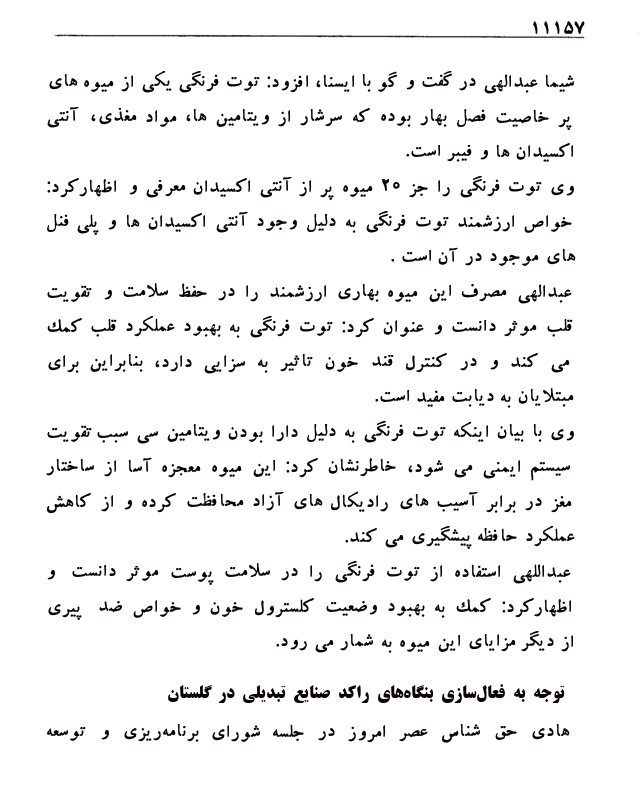 ۱۱۱۵۷
شیما عبدالهی در گفت و گو با ایسنا، افزود: توت فرنگی یکی از میوه های
پر خاصیت فصل بهار بوده که سرشار از ویتامین ها، مواد مغذی، آنتی
اکسیدان ها و فیبر است.
وی توت فرنگی را جز ۲۰ میوه پر از آنتی اکسیدان معرفی و اظهارکرد:
خواص ارزشمند توت فرنگی به دلیل وجود آنتی اکسیدان ها و پلی فنل
های موجود در آن است .
عبدالهی مصرف این میوه بهاری ارزشمند را در حفظ سلامت و تقویت
قلب موثر دانست و عنوان کرد: توت فرنگی به بهبود عملکرد قلب کمك
می کند و در کنترل قند خون تاثیر به سزایی دارد، بنابراین برای
مبتلایان به دیابت مفید است.
وی با بیان اینکه توت فرنگی به دلیل دارا بودن ویتامین سی سبب تقویت
سیستم ایمنی می شود، خاطرنشان کرد: این میوه معجزه آسا از ساختار
مغز در برابر آسیب های رادیکال های آزاد محافظت کرده و از کاهش
عملکرد حافظه پیشگیری می کند.
عبداللهی استفاده از توت فرنگی را در سلامت پوست موثر دانست و
اظهارکرد: کمك به بهبود وضعیت کلسترول خون و خواص ضد پیری
از دیگر مزایای این میوه به شمار می رود.
توجه به فعال‌سازی بنگاه‌های راکد صنایع تبدیلی در گلستان
هادی حق شناس عصر امروز در جلسه شورای برنامه‌ریزی و توسعه